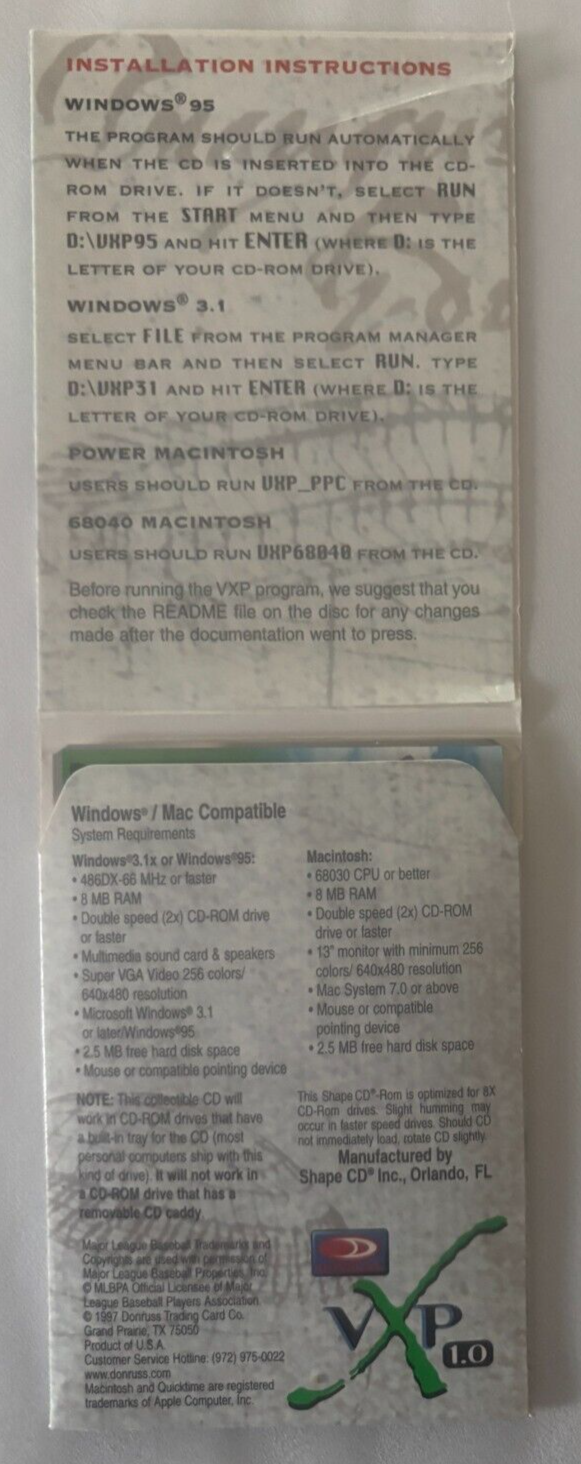 INSTALLATION INSTRUCTIONS
WINDOWS® 95
THE PROGRAM SHOULD RUN AUTOMATICALLY
WHEN THE CD IS INSERTED INTO THE CD-
ROM DRIVE. IF IT DOESN'T, SELECT RUN
FROM THE START MENU AND THEN TYPE
D:\VXP95 AND HIT ENTER (WHERE D: IS THE
LETTER OF YOUR CD-ROM DRIVE).
WINDOWS® 3.1
SELECT FILE FROM THE PROGRAM MANAGER
MENU BAR AND THEN SELECT RUN. TYPE
D:\VXP31 AND HIT ENTER (WHERE D: IS THE
LETTER OF YOUR CD-ROM DRIVE).
POWER MACINTOSH
USERS SHOULD RUN VXP_PPC FROM THE CD.
68040 MACINTOSH
USERS SHOULD RUN VXP68040 FROM THE CD.
Before running the VXP program, we suggest that you
check the README file on the disc for any changes
made after the documentation went to press.
Windows® / Mac Compatible
System Requirements
Windows®3.1x or Windows®95:
• 486DX-66 MHz or faster
• 8 MB RAM
• Double speed (2x) CD-ROM drive
or faster
• Multimedia sound card & speakers
• Super VGA Video 256 colors/
640x480 resolution
• Microsoft Windows® 3.1
or later/Windows®95
• 2.5 MB free hard disk space
• Mouse or compatible pointing device
NOTE: This collectible CD will
work in CD-ROM drives that have
a built-in tray for the CD (most
personal computers ship with this
kind of drive). It will not work in
a CD-ROM drive that has a
removable CD caddy.
Major League Baseball Trademarks and
Copyrights are used with permission of
Major League Baseball Properties, Inc.
© MLBPA Official Licensee of Major
League Baseball Players Association
© 1997 Donruss Trading Card Co.
Grand Prairie, TX 75050
Product of U.S.A.
Customer Service Hotline: (972) 975-0022
www.donruss.com
Macintosh and Quicktime are registered
trademarks of Apple Computer, Inc.
Macintosh:
• 68030 CPU or better
• 8 MB RAM
• Double speed (2x) CD-ROM
drive or faster
• 13" monitor with minimum 256
colors/ 640x480 resolution
• Mac System 7.0 or above
• Mouse or compatible
pointing device
• 2.5 MB free hard disk space
This Shape CD®-Rom is optimized for 8X
CD-Rom drives. Slight humming may
occur in faster speed drives. Should CD
not immediately load, rotate CD slightly.
Manufactured by
Shape CD® Inc., Orlando, FL
VXP
1.0